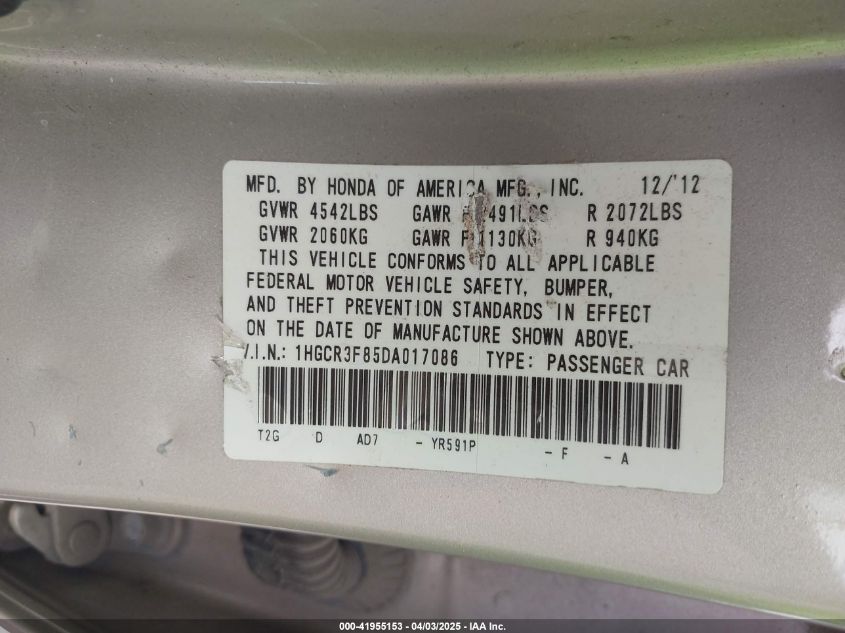 MFD. BY HONDA OF AMERICA MFG., INC. 12/'12
GVWR 4542LBS GAWR F 2491LBS R 2072LBS
GVWR 2060KG GAWR F 1130KG R 940KG
THIS VEHICLE CONFORMS TO ALL APPLICABLE
FEDERAL MOTOR VEHICLE SAFETY, BUMPER,
AND THEFT PREVENTION STANDARDS IN EFFECT
ON THE DATE OF MANUFACTURE SHOWN ABOVE.
V.I.N.: 1HGCR3F85DA017086 TYPE: PASSENGER CAR
T2G D AD7 - YR591P - F - A
000-41955153 - 04/03/2025 - IAA Inc.